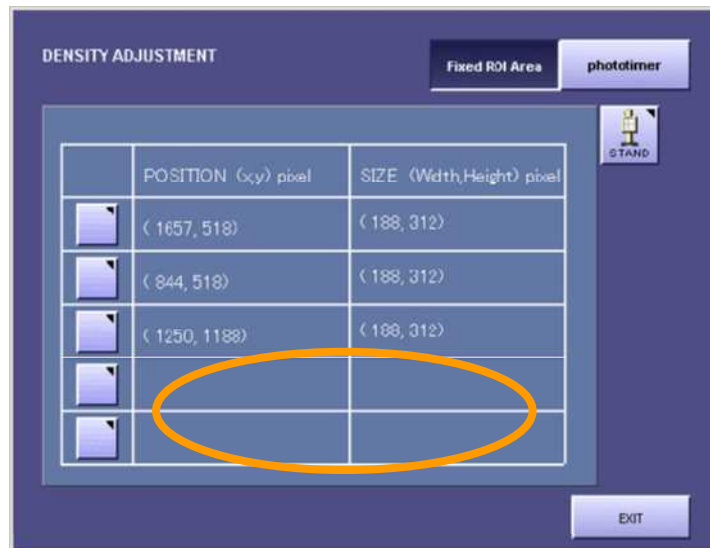 DENSITY ADJUSTMENT
Fixed ROI Area
phototimer
STAND
POSITION (x,y) pixel
SIZE (Width,Height) pixel
( 1657, 518)
( 188, 312)
( 844, 518)
( 188, 312)
( 1250, 1188)
( 188, 312)
EXIT